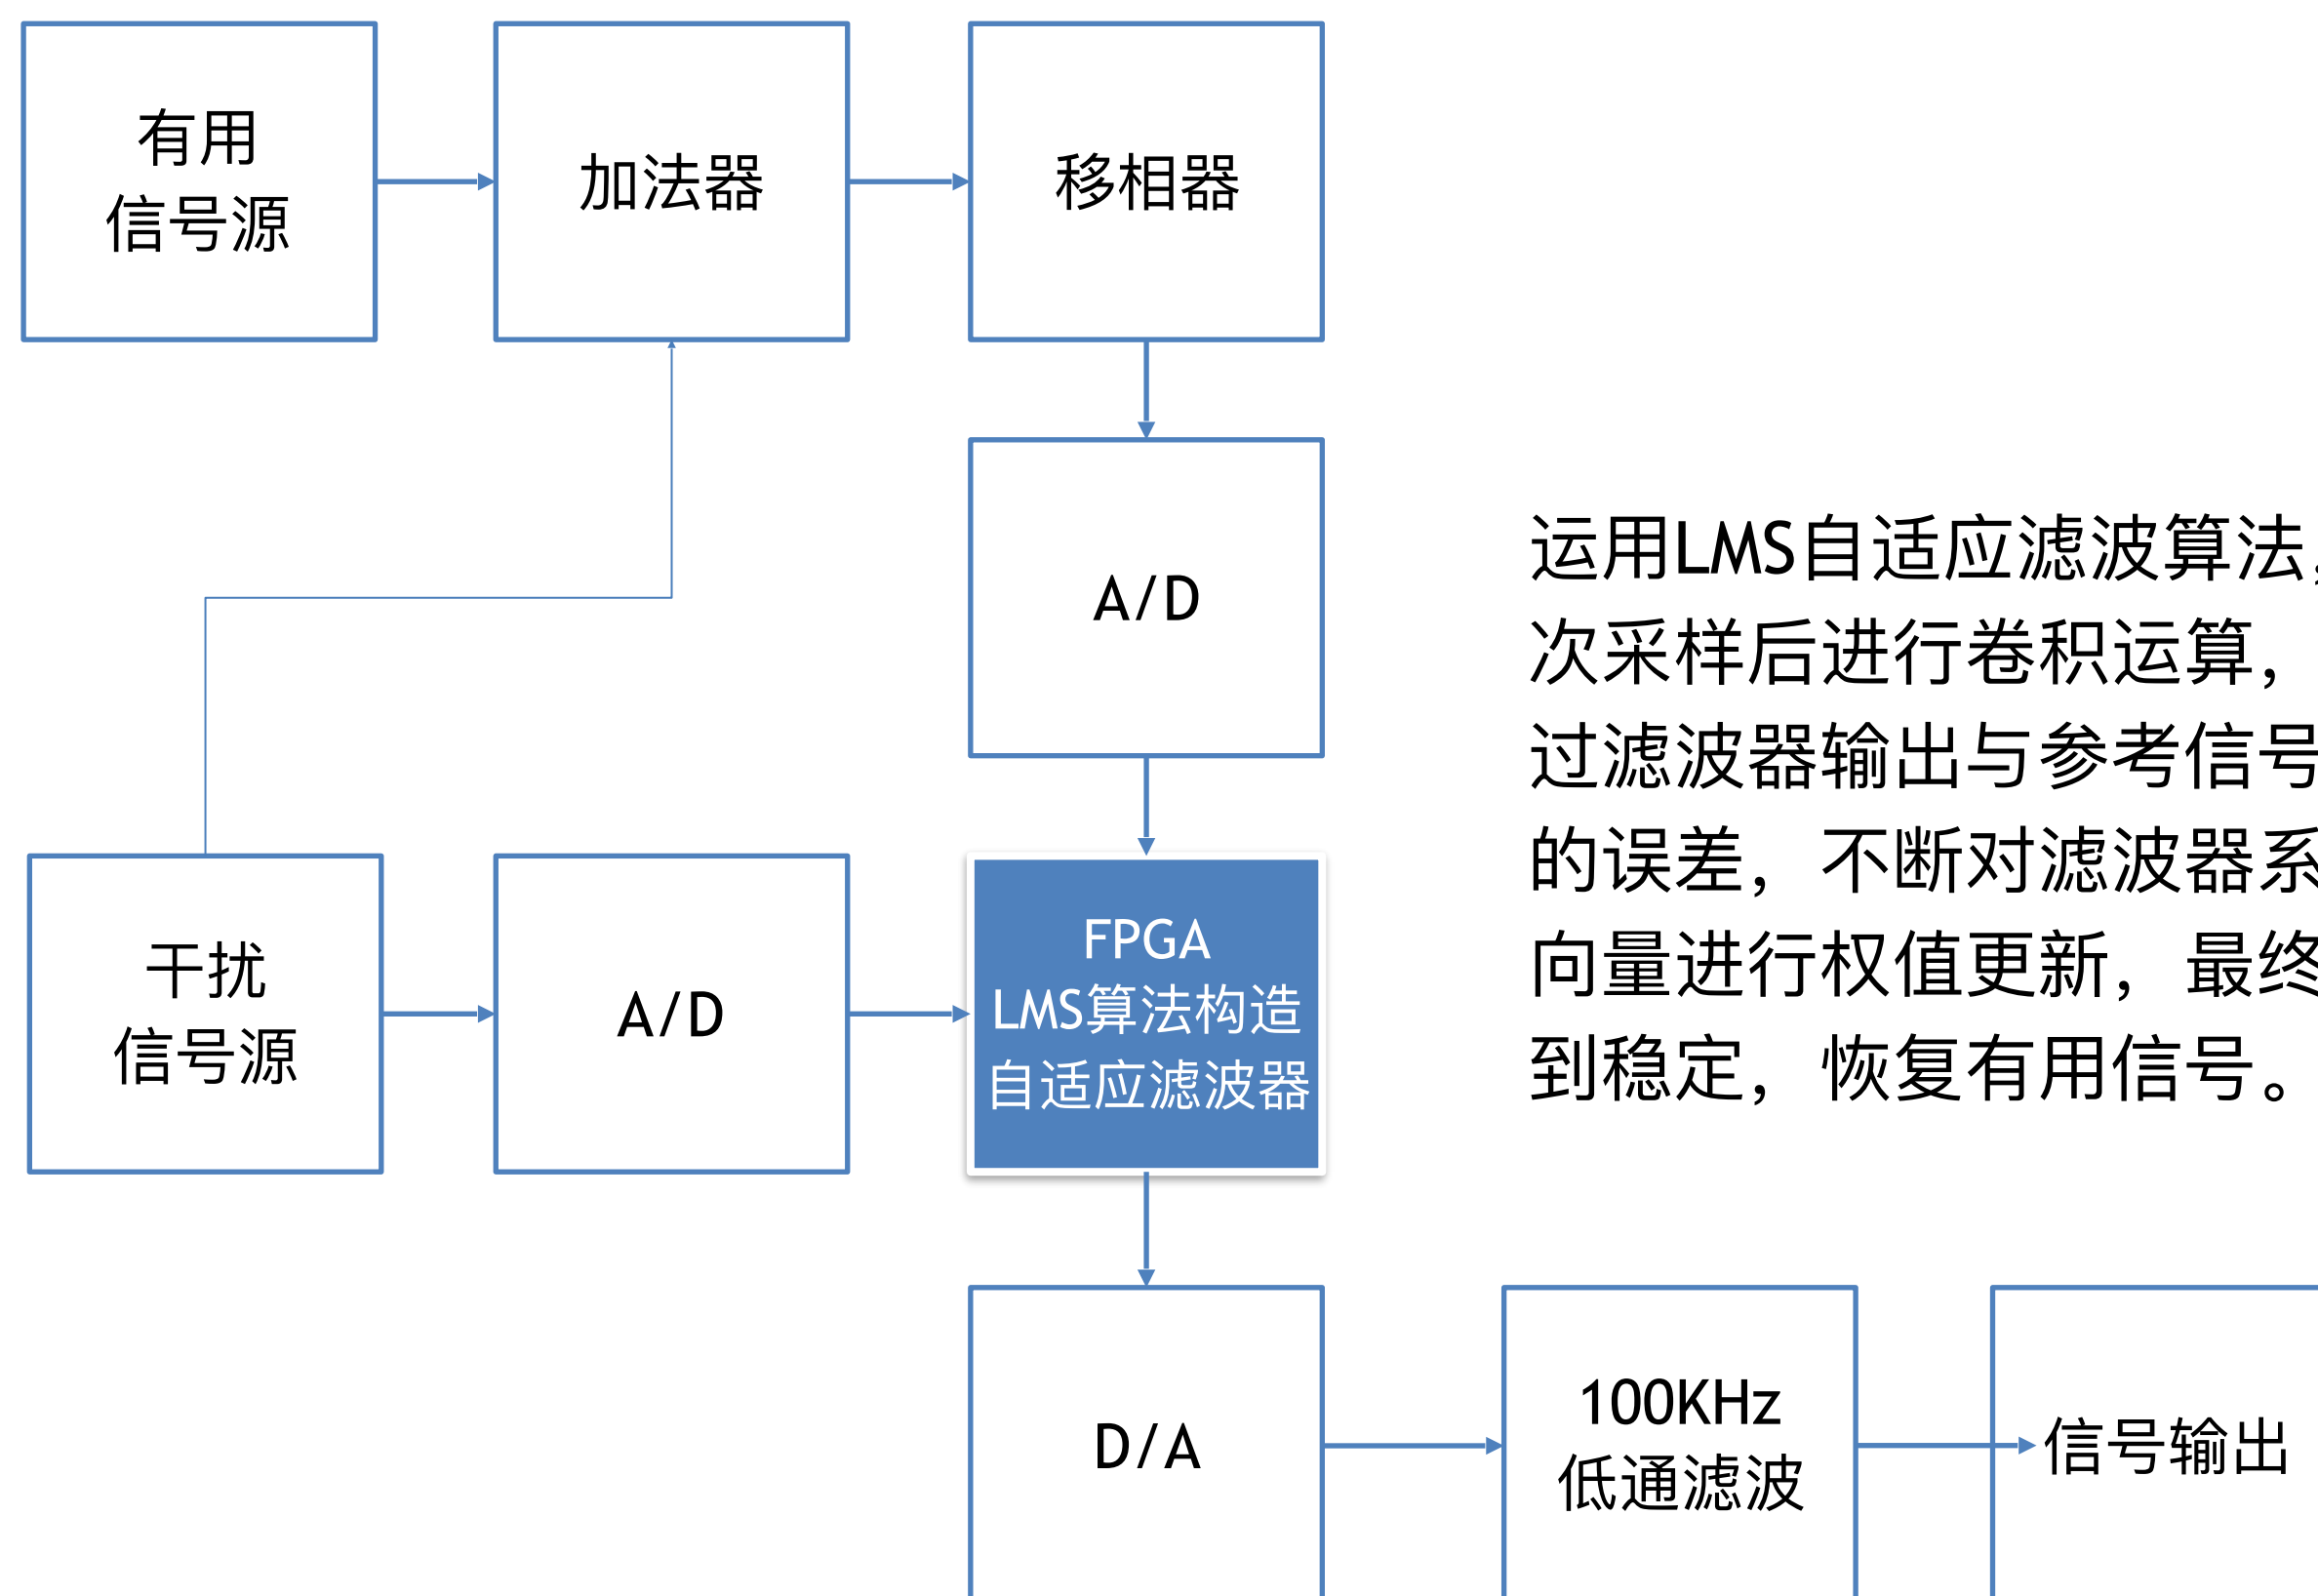 有用
信号源
加法器
移相器
A/D
运用LMS自适应滤波算法,
次采样后进行卷积运算，
过滤波器输出与参考信号
的误差，不断对滤波器系
向量进行权值更新，最终
到稳定，恢复有用信号。
干扰
信号源
A/D
FPGA
LMS算法构造
自适应滤波器
D/A
100KHz
低通滤波
信号输出